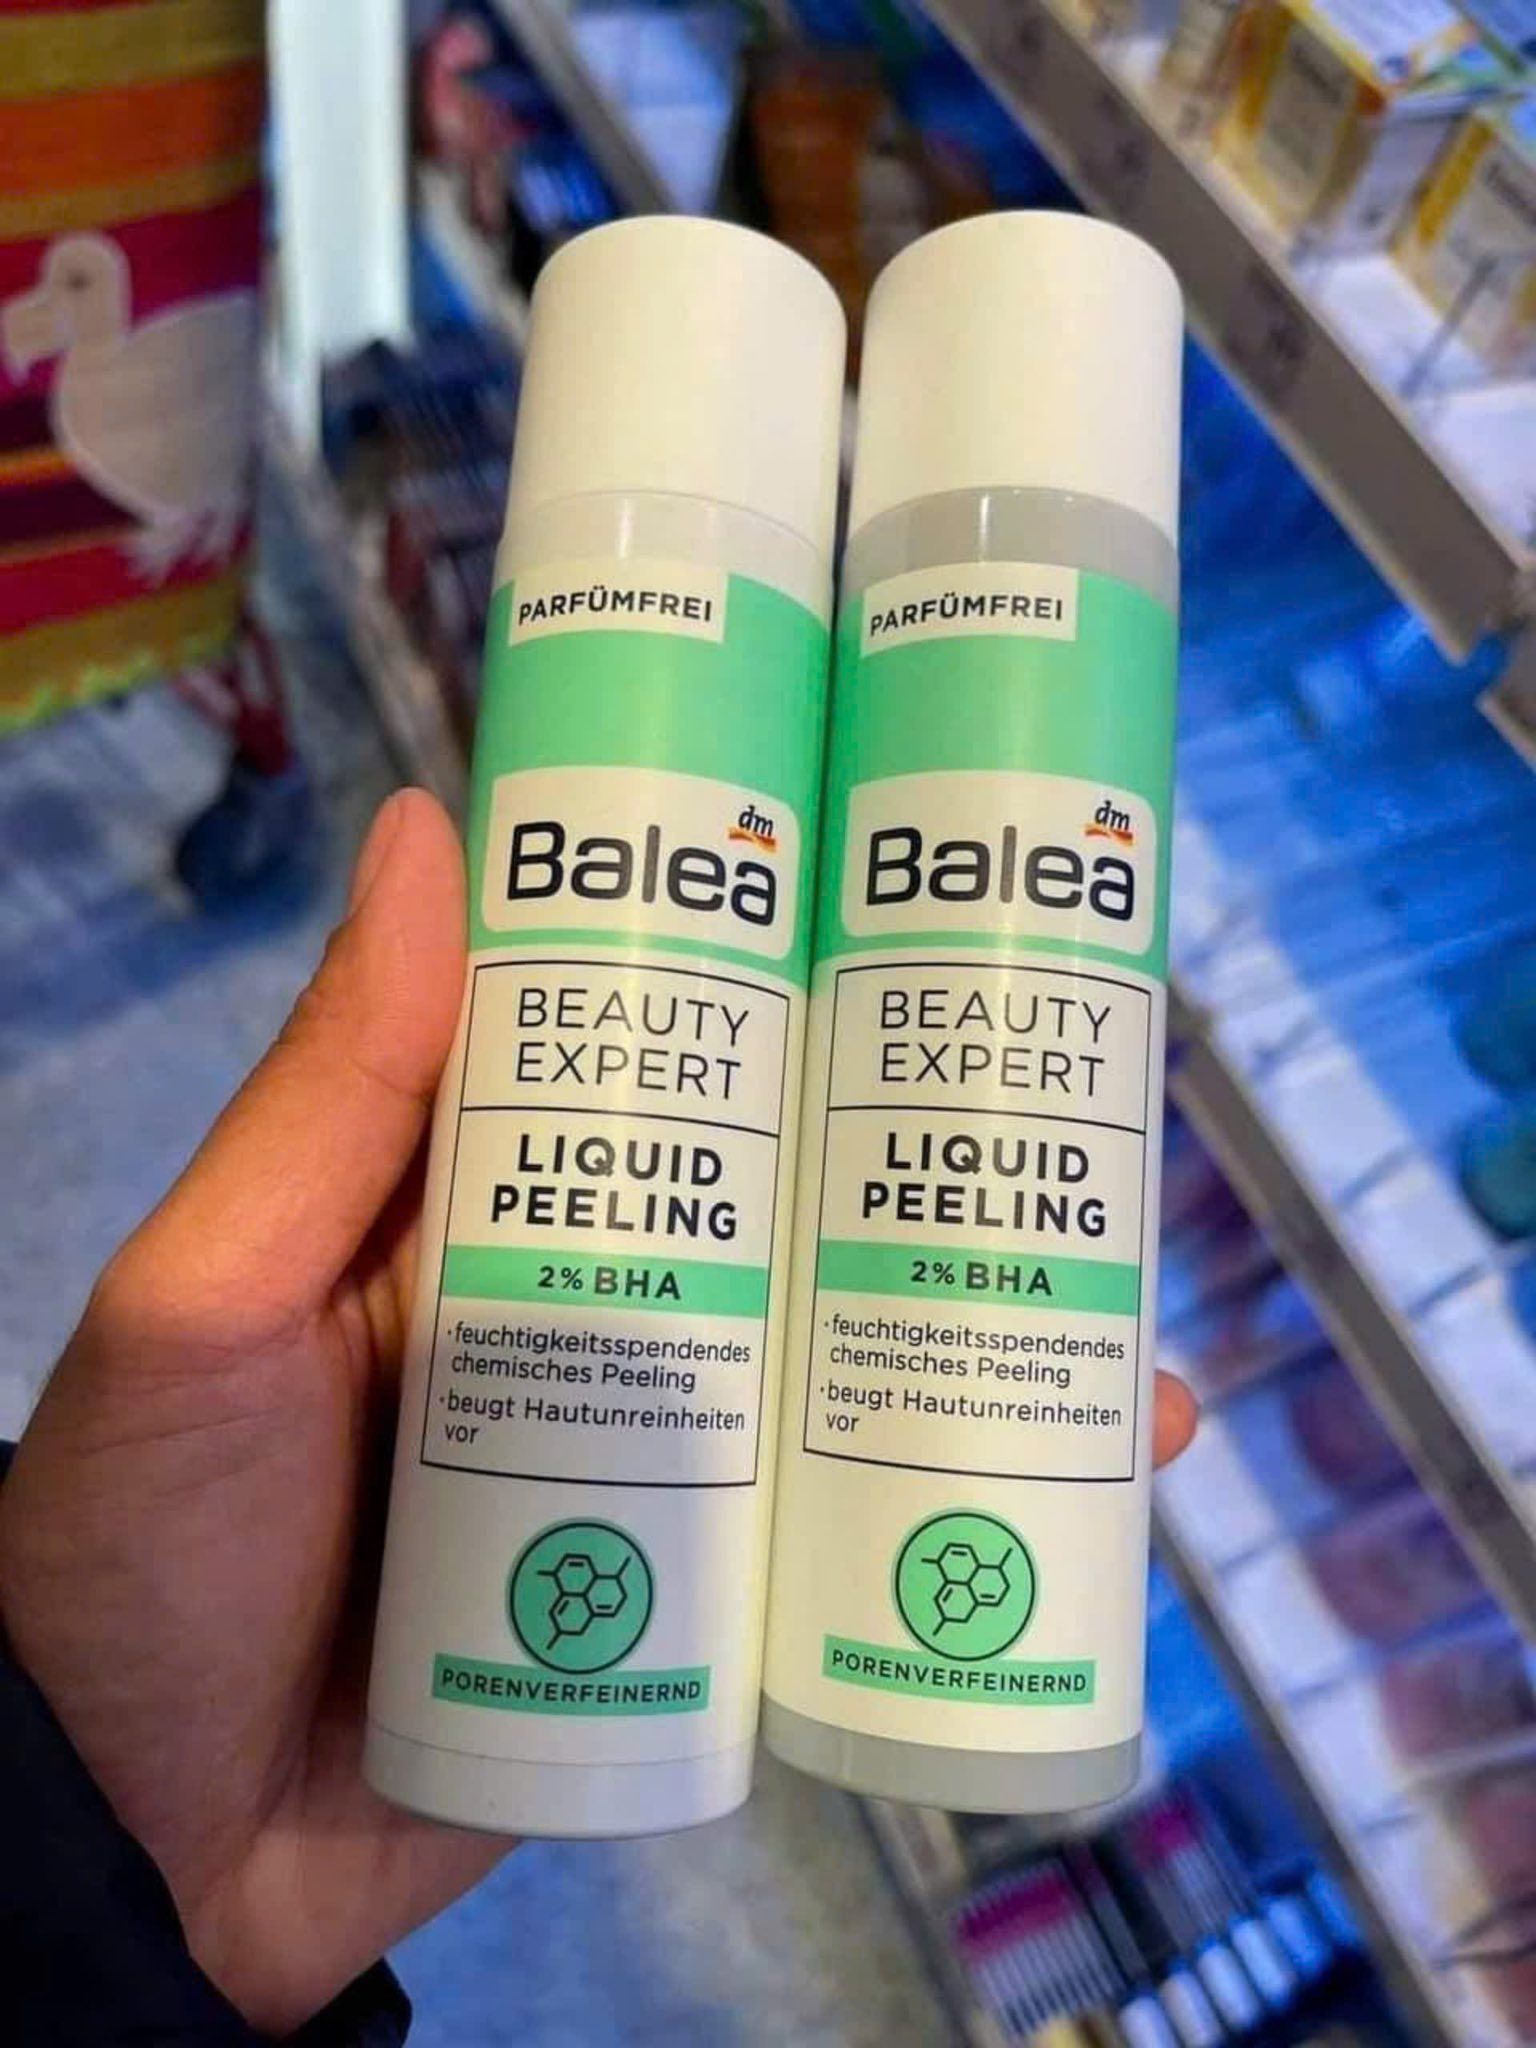 PARFÜMFREI
dm
Balea
BEAUTY
EXPERT
LIQUID
PEELING
2% BHA
·feuchtigkeitsspendendes
chemisches Peeling
·beugt Hautunreinheiten
vor
PORENVERFEINERND
PARFÜMFREI
dm
Balea
BEAUTY
EXPERT
LIQUID
PEELING
2% BHA
·feuchtigkeitsspendendes
chemisches Peeling
·beugt Hautunreinheiten
vor
PORENVERFEINERND